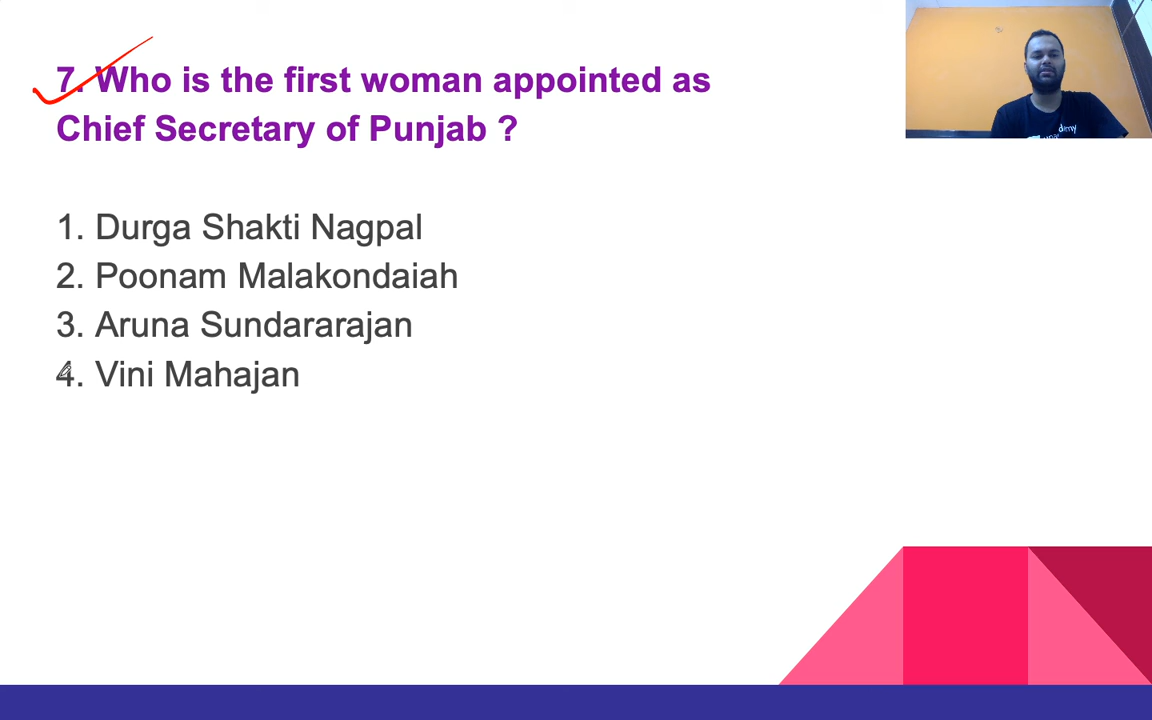 7. Who is the first woman appointed as
Chief Secretary of Punjab ?
1. Durga Shakti Nagpal
2. Poonam Malakondaiah
3. Aruna Sundararajan
4. Vini Mahajan